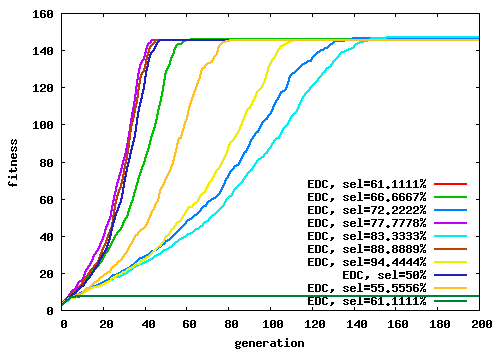 160
140
120
100
80
60
40
20
0
fitness
EDC, sel=61.1111%
EDC, sel=66.6667%
EDC, sel=72.2222%
EDC, sel=77.7778%
EDC, sel=83.3333%
EDC, sel=88.8889%
EDC, sel=94.4444%
EDC, sel=50%
EDC, sel=55.5556%
EDC, sel=61.1111%
0 20 40 60 80 100 120 140 160 180 200
generation